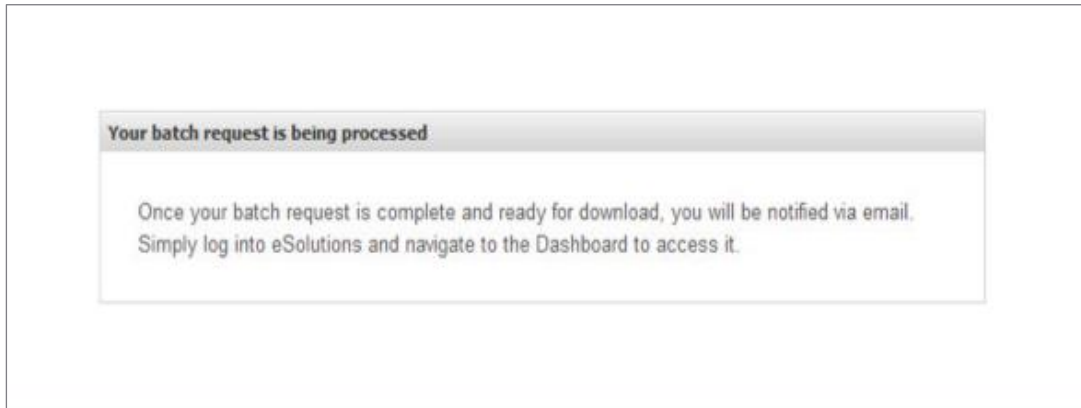 Your batch request is being processed
Once your batch request is complete and ready for download, you will be notified via email.
Simply log into eSolutions and navigate to the Dashboard to access it.